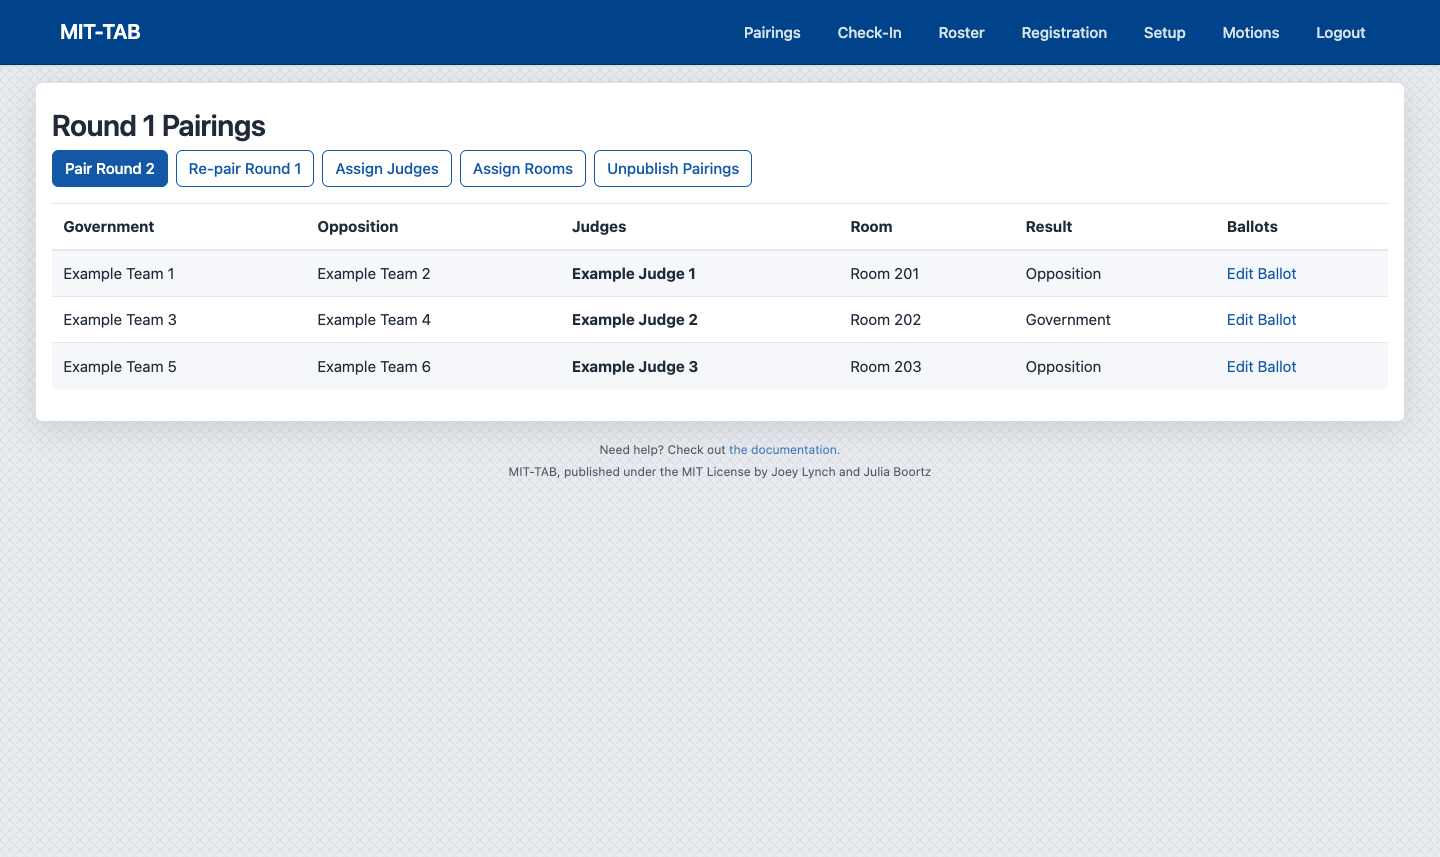 MIT-TAB Pairings Check-In Roster Registration Setup Motions Logout
Round 1 Pairings
Pair Round 2 Re-pair Round 1 Assign Judges Assign Rooms Unpublish Pairings
Government Opposition Judges Room Result Ballots
Example Team 1 Example Team 2 Example Judge 1 Room 201 Opposition Edit Ballot
Example Team 3 Example Team 4 Example Judge 2 Room 202 Government Edit Ballot
Example Team 5 Example Team 6 Example Judge 3 Room 203 Opposition Edit Ballot
Need help? Check out the documentation.
MIT-TAB, published under the MIT License by Joey Lynch and Julia Boortz